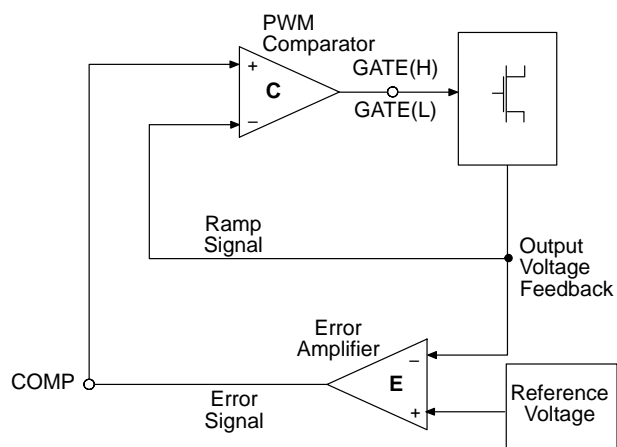 PWM
Comparator
+
C
−
GATE(H)
GATE(L)
Ramp
Signal
Output
Voltage
Feedback
Error
Amplifier
−
E
+
COMP
Error
Signal
Reference
Voltage